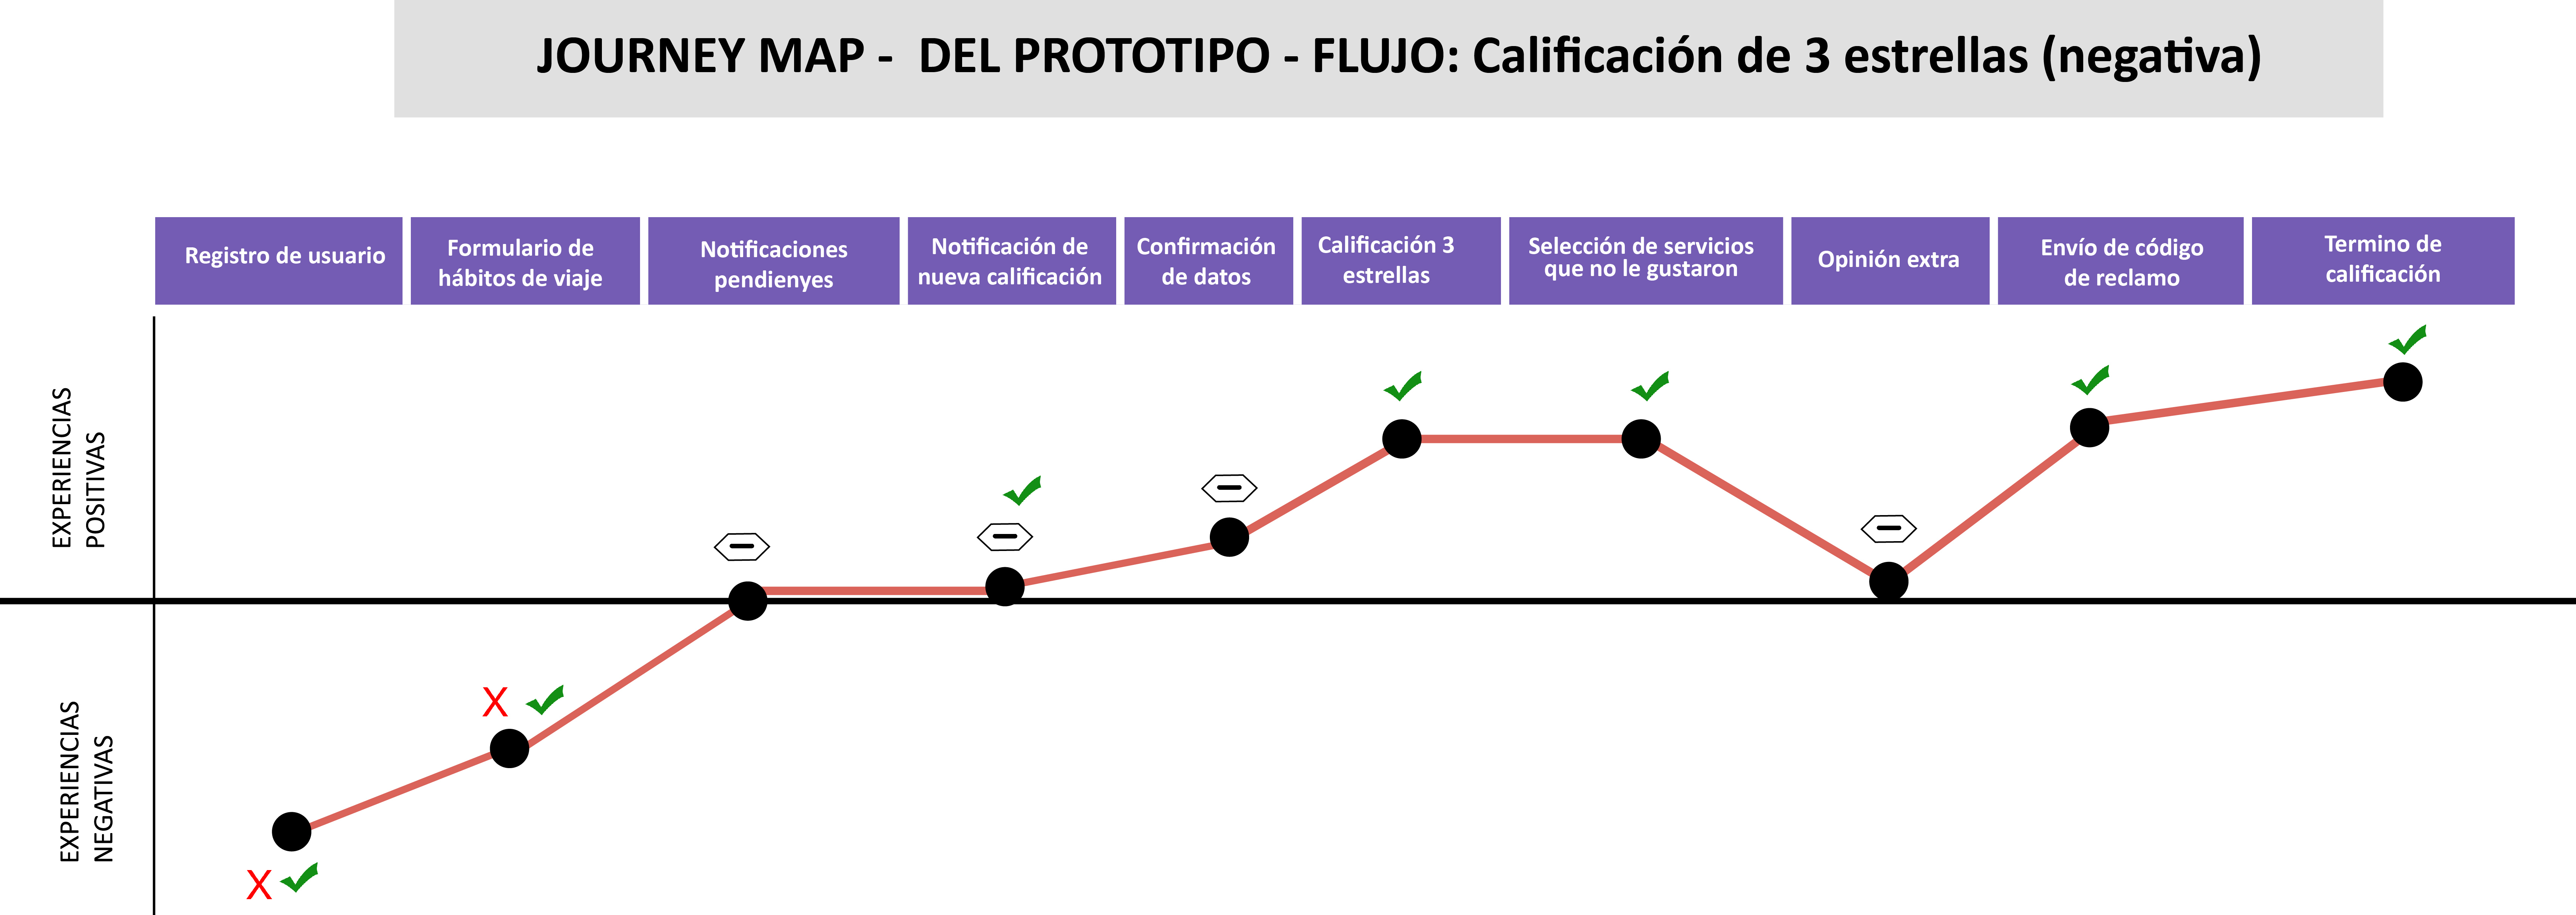 JOURNEY MAP - DEL PROTOTIPO - FLUJO: Calificación de 3 estrellas (negativa)
Registro de usuario
Formulario de
hábitos de viaje
Notificaciones
pendienyes
Notificación de
nueva calificación
Confirmación
de datos
Calificación 3
estrellas
Selección de servicios
que no le gustaron
Opinión extra
Envío de código
de reclamo
Termino de
calificación
EXPERIENCIAS
POSITIVAS
EXPERIENCIAS
NEGATIVAS
X
X